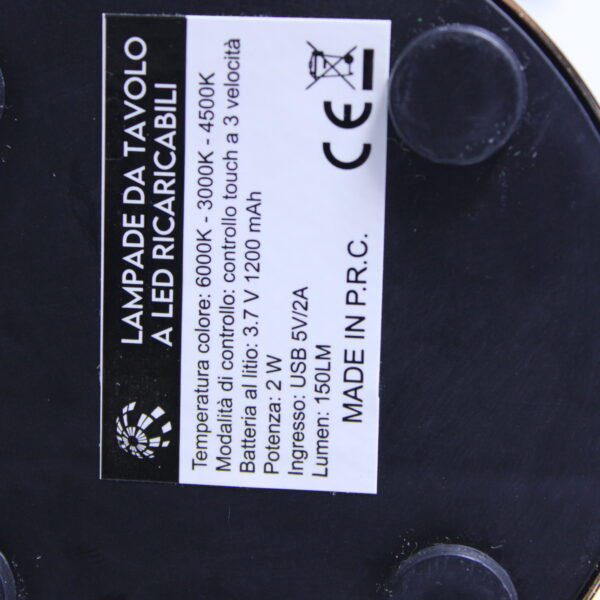 LAMPADE DA TAVOLO
A LED RICARICABILI
Temperatura colore: 6000K - 3000K - 4500K
Modalità di controllo: controllo touch a 3 velocità
Batteria al litio: 3.7 V 1200 mAh
Potenza: 2 W
Ingresso: USB 5V/2A
Lumen: 150LM
MADE IN P.R.C.
CE